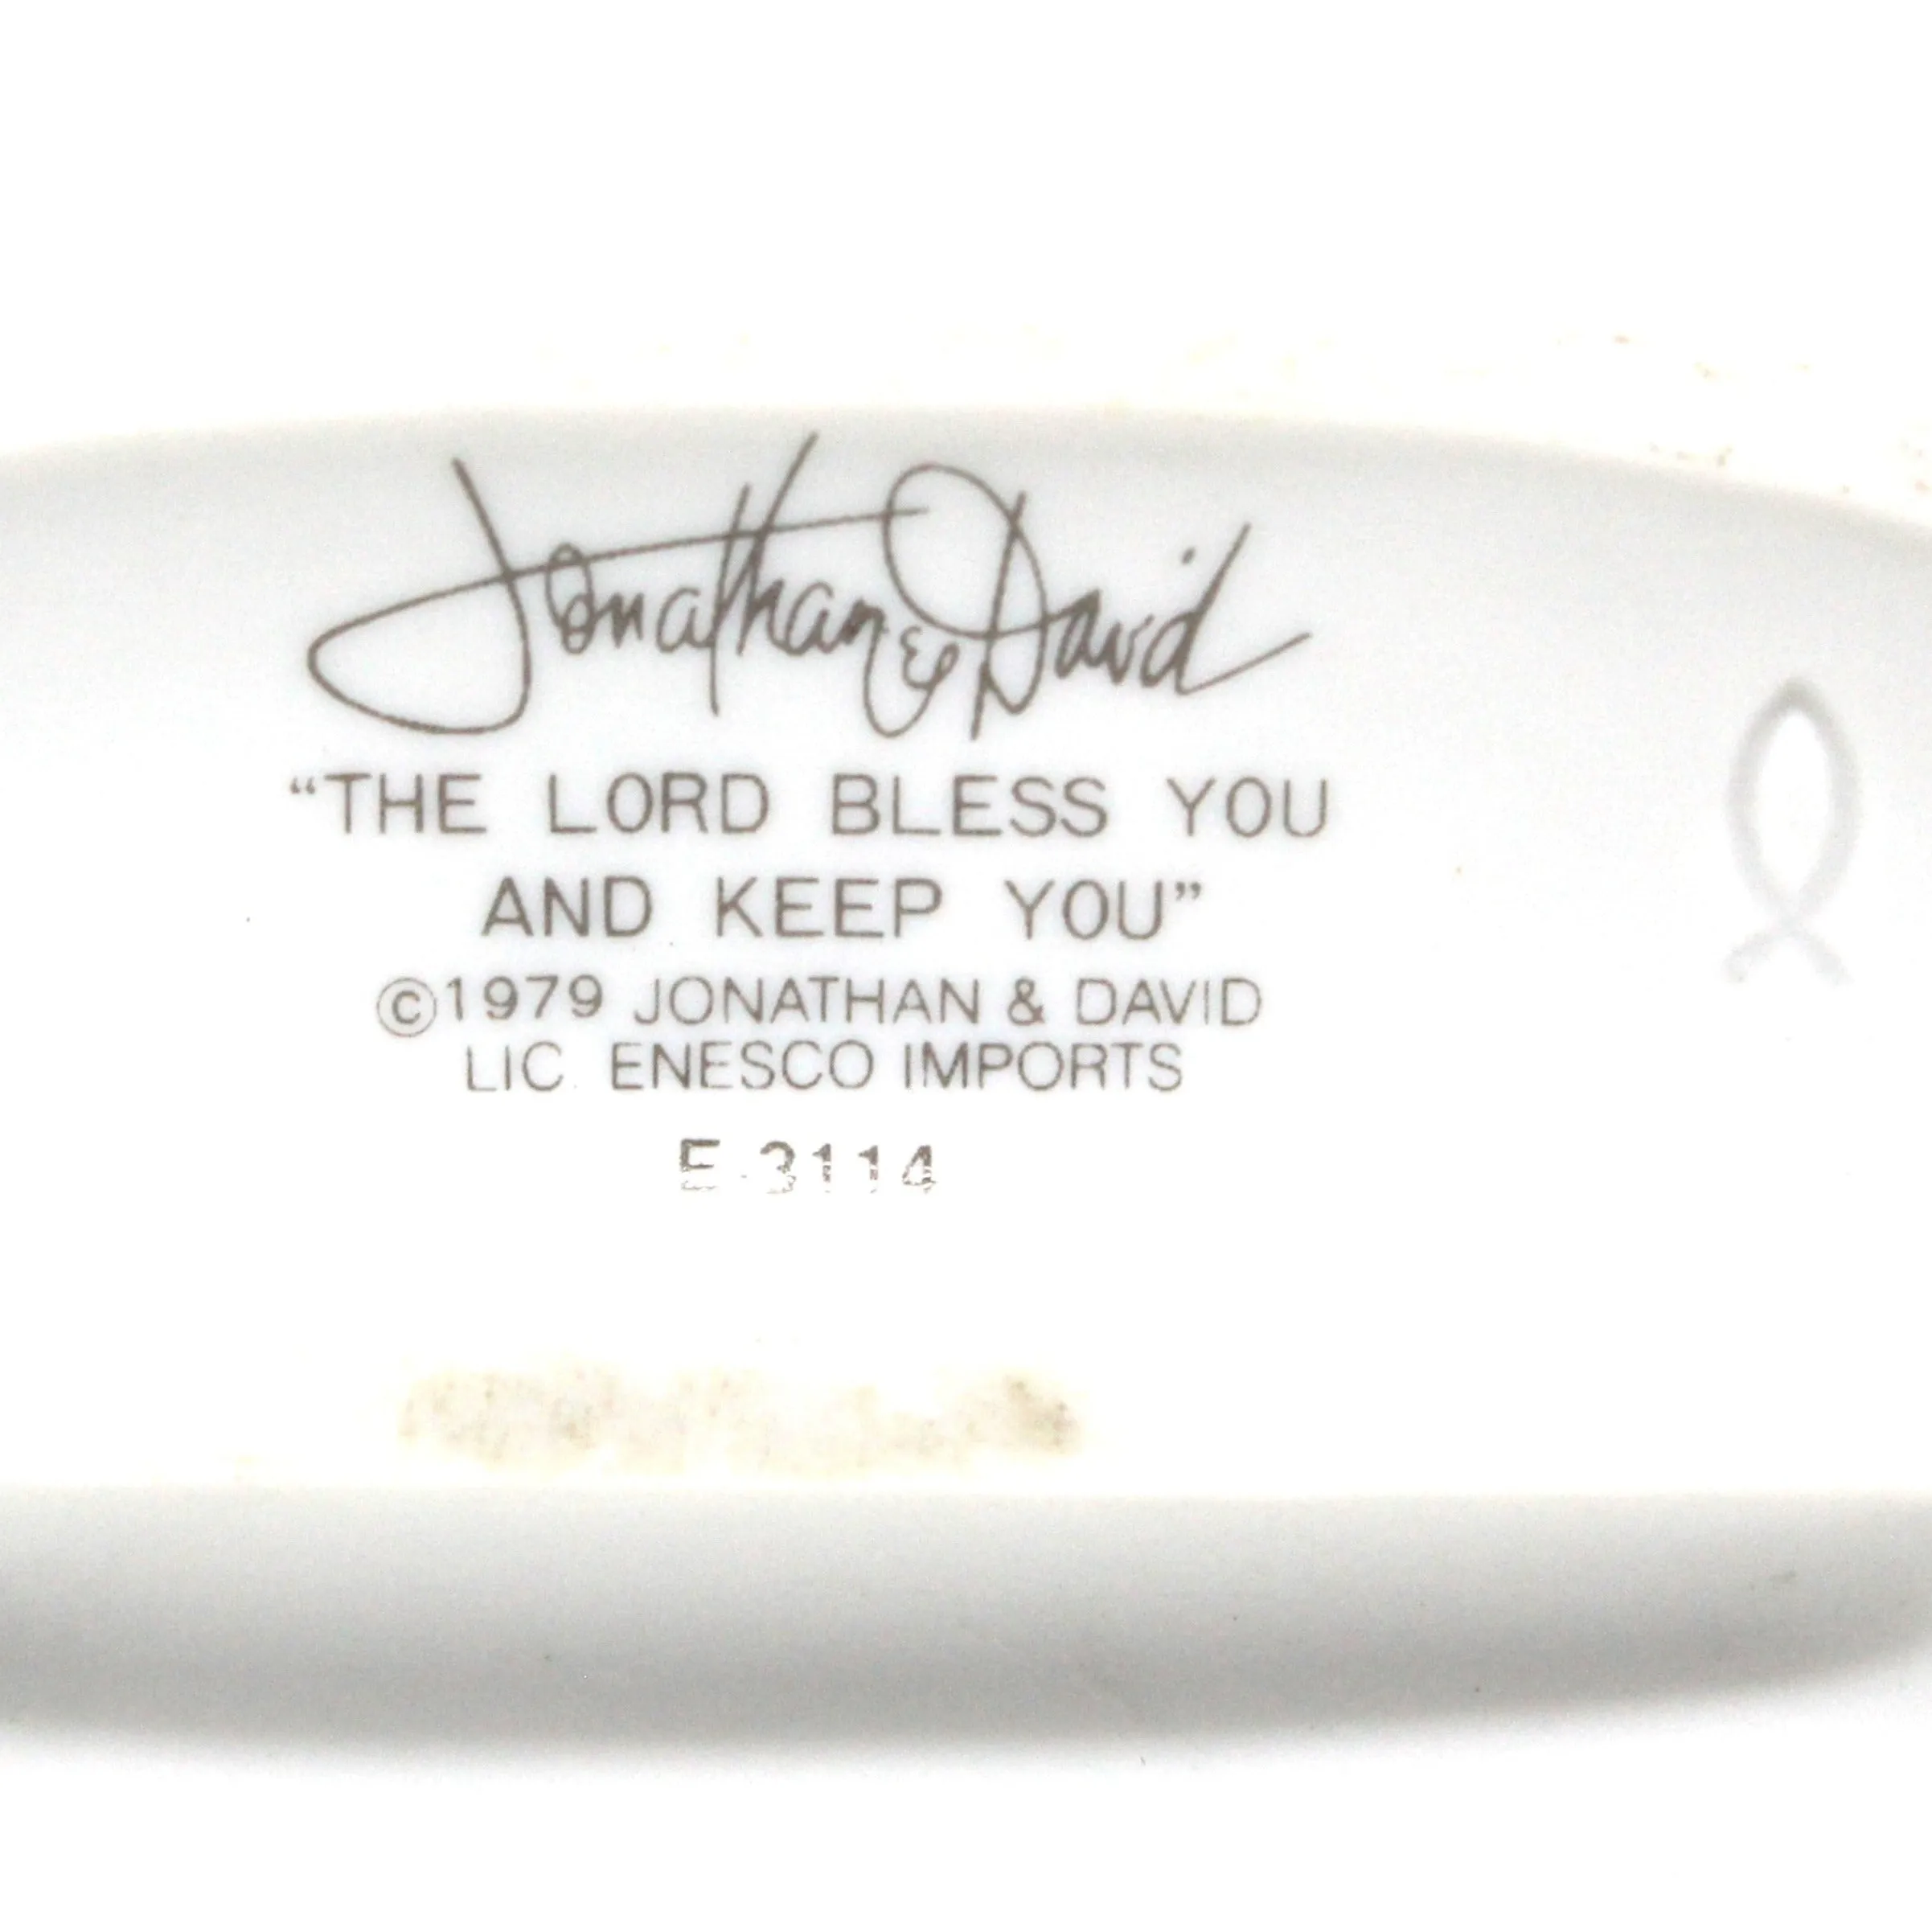 Jonathan & David
“THE LORD BLESS YOU
AND KEEP YOU”
©1979 JONATHAN & DAVID
LIC. ENESCO IMPORTS
E-3114